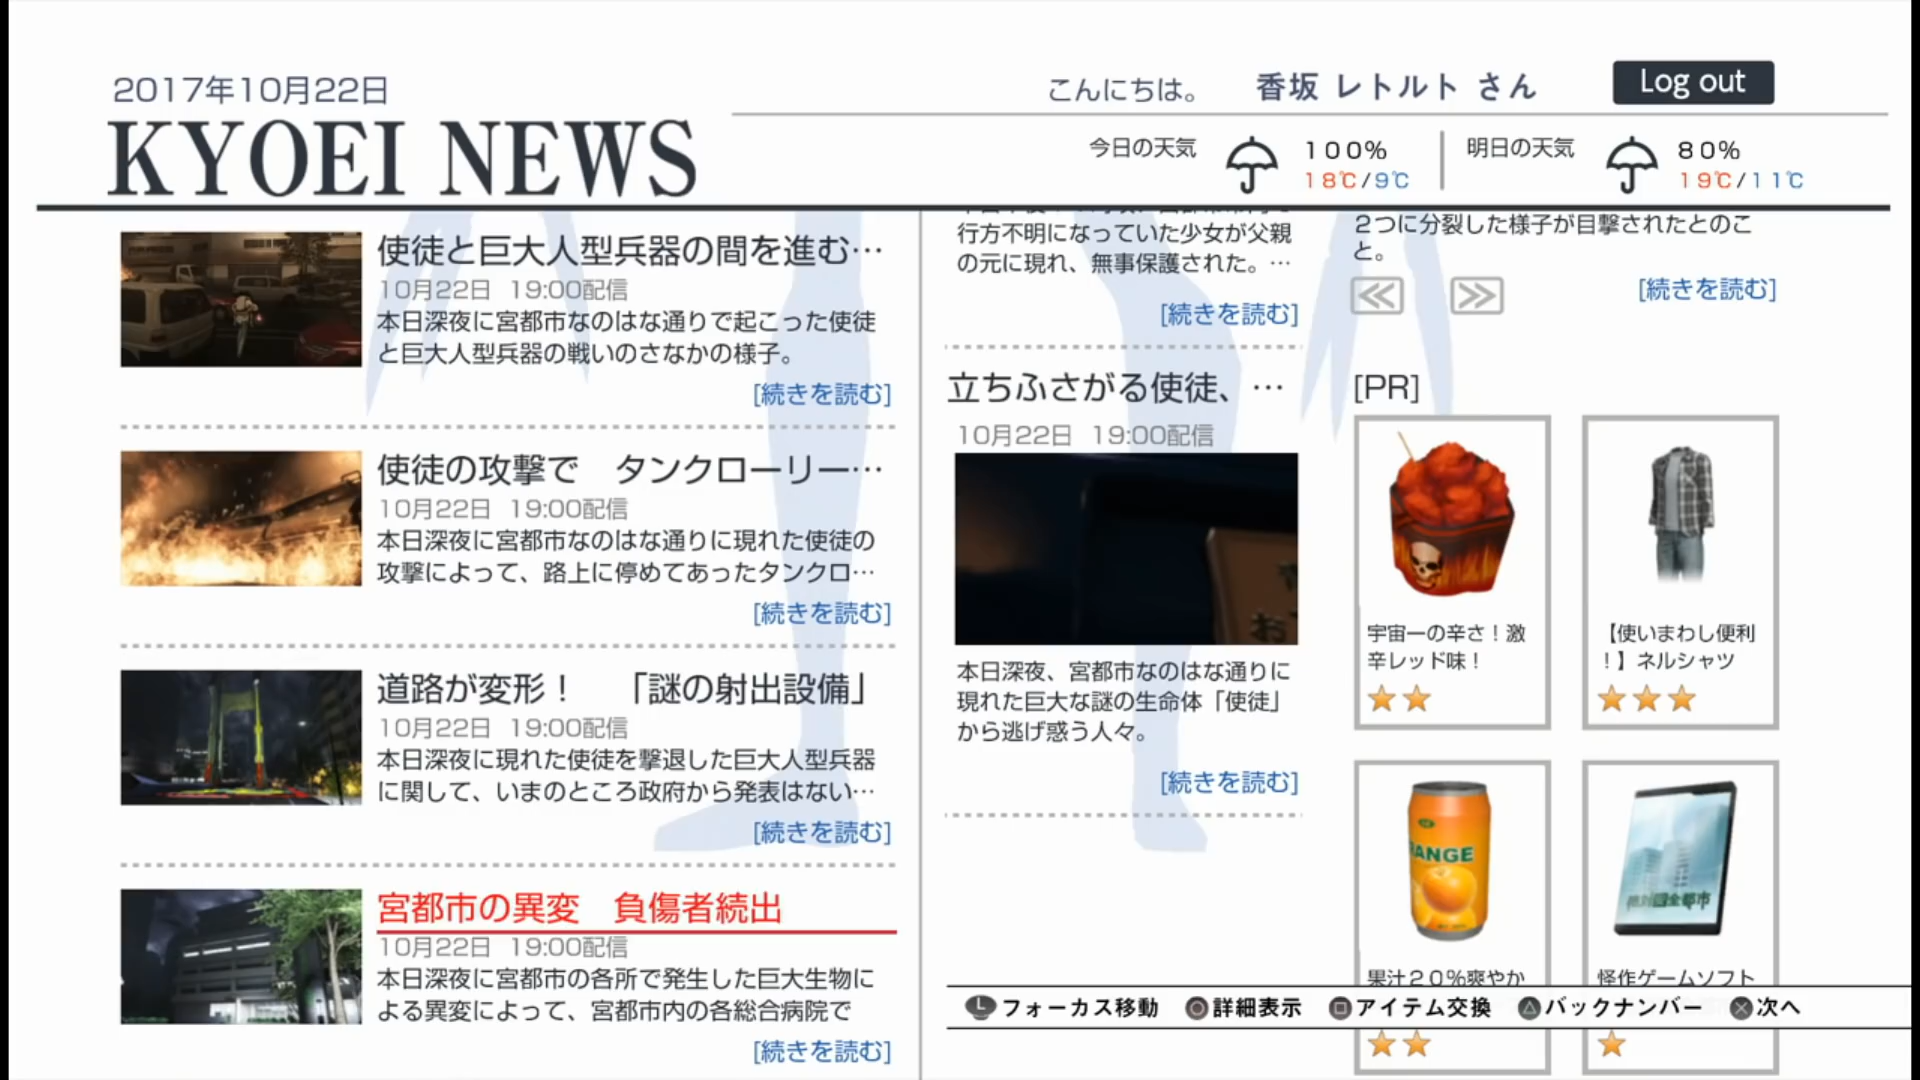 2017年10月22日
KYOEI NEWS
こんにちは。 香坂 レトルト さん
Log out
今日の天気 100% 18℃/9℃
明日の天気 80% 19℃/11℃
使徒と巨大人型兵器の間を進む…
10月22日 19:00配信
本日深夜に宮都市なのはな通りで起こった使徒
と巨大人型兵器の戦いのさなかの様子。
[続きを読む]
使徒の攻撃で　タンクローリー…
10月22日 19:00配信
本日深夜に宮都市なのはな通りに現れた使徒の
攻撃によって、路上に停めてあったタンクロ…
[続きを読む]
道路が変形！　「謎の射出設備」
10月22日 19:00配信
本日深夜に現れた使徒を撃退した巨大人型兵器
に関して、いまのところ政府から発表はない…
[続きを読む]
宮都市の異変　負傷者続出
10月22日 19:00配信
本日深夜に宮都市の各所で発生した巨大生物に
よる異変によって、宮都市内の各総合病院で
[続きを読む]
行方不明になっていた少女が父親
の元に現れ、無事保護された。…
[続きを読む]
立ちふさがる使徒、…
10月22日 19:00配信
お
本日深夜、宮都市なのはな通りに
現れた巨大な謎の生命体「使徒」
から逃げ惑う人々。
[続きを読む]
2つに分裂した様子が目撃されたとのこ
と。
[続きを読む]
[PR]
宇宙一の辛さ！激
辛レッド味！
【使いまわし便利
！】ネルシャツ
RANGE
果汁20%爽やか
絶対絶命都市
怪作ゲームソフト
フォーカス移動 詳細表示 アイテム交換 バックナンバー 次へ